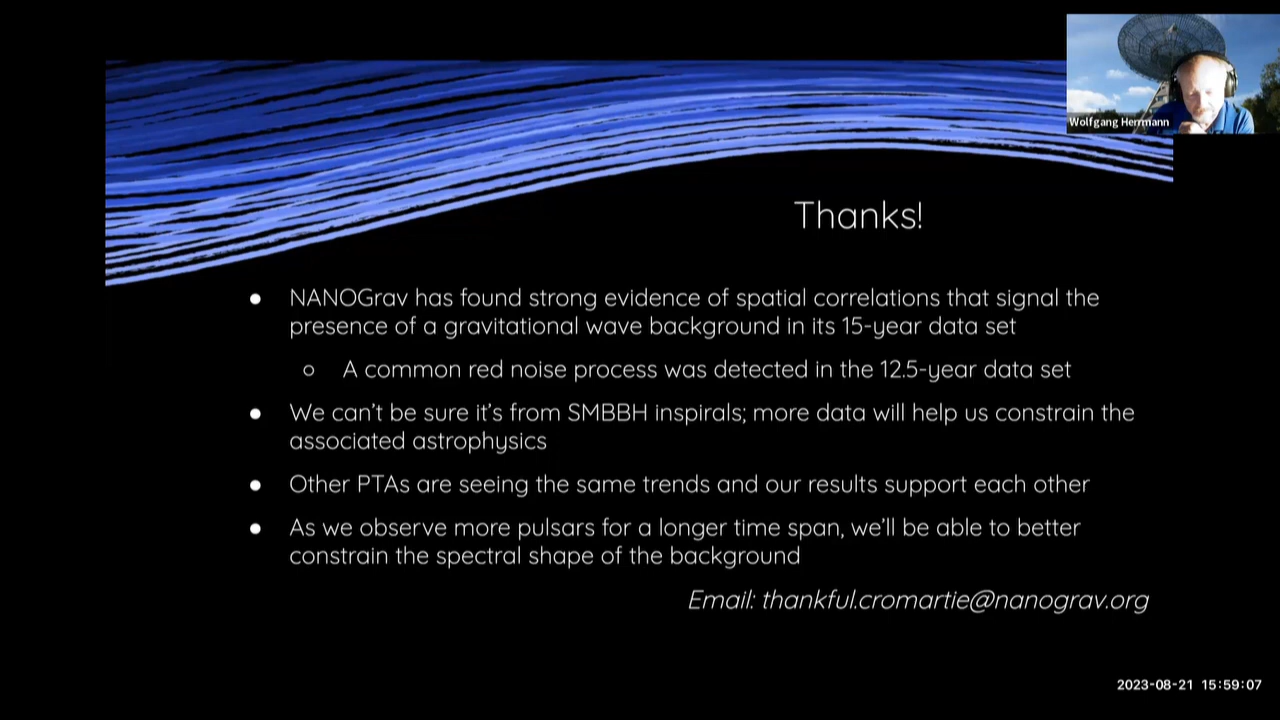 Wolfgang Herrmann
Thanks!
● NANOGrav has found strong evidence of spatial correlations that signal the
presence of a gravitational wave background in its 15-year data set
○ A common red noise process was detected in the 12.5-year data set
● We can't be sure it's from SMBBH inspirals; more data will help us constrain the
associated astrophysics
● Other PTAs are seeing the same trends and our results support each other
● As we observe more pulsars for a longer time span, we'll be able to better
constrain the spectral shape of the background
Email: thankful.cromartie@nanograv.org
2023-08-21 15:59:07